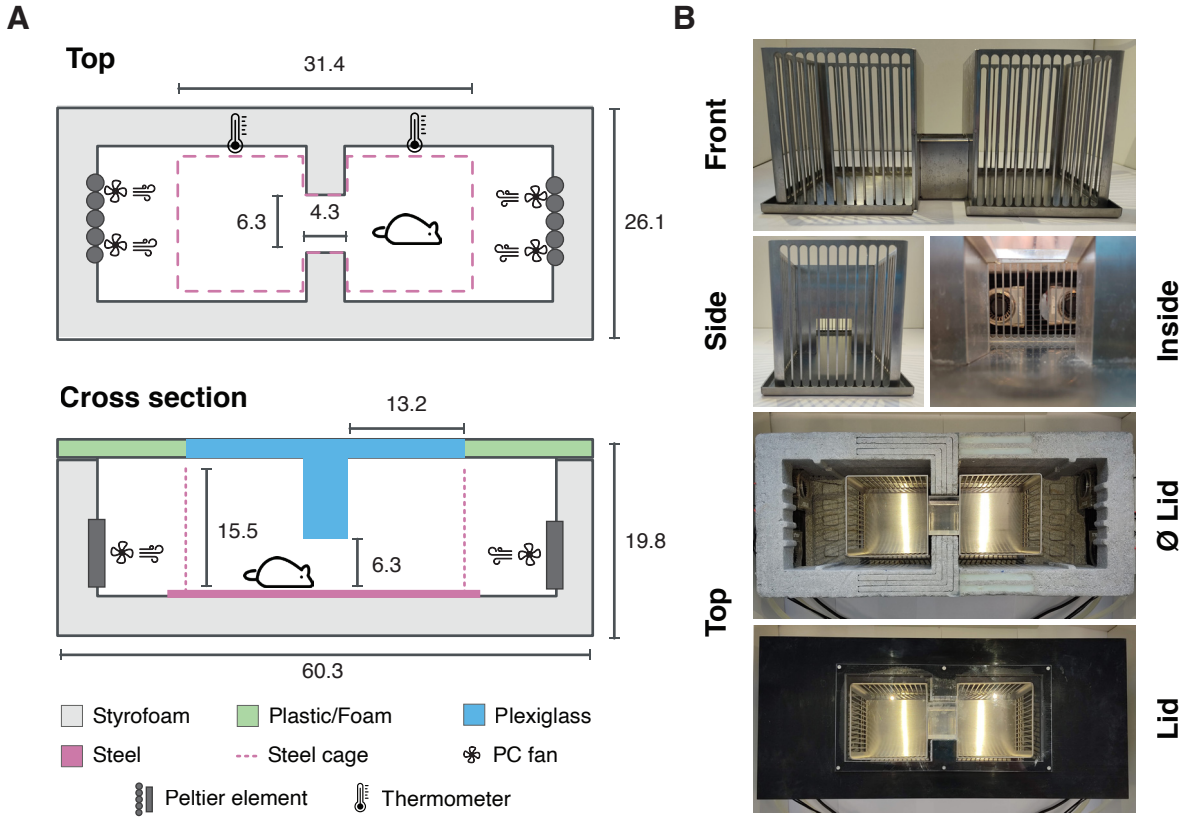 A
Top
31.4
6.3
4.3
26.1
Cross section
13.2
15.5
6.3
19.8
60.3
Styrofoam
Plastic/Foam
Plexiglass
Steel
Steel cage
PC fan
Peltier element
Thermometer
B
Front
Side
Inside
Top
Ø Lid
Lid